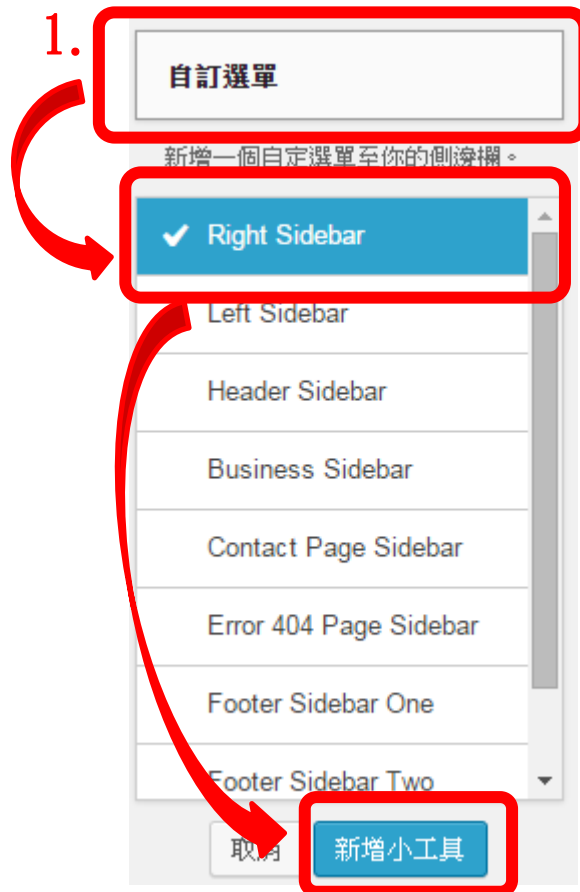 1.
自訂選單
新增一個自定選單至你的側邊欄。
Right Sidebar
Left Sidebar
Header Sidebar
Business Sidebar
Contact Page Sidebar
Error 404 Page Sidebar
Footer Sidebar One
Footer Sidebar Two
取消 新增小工具